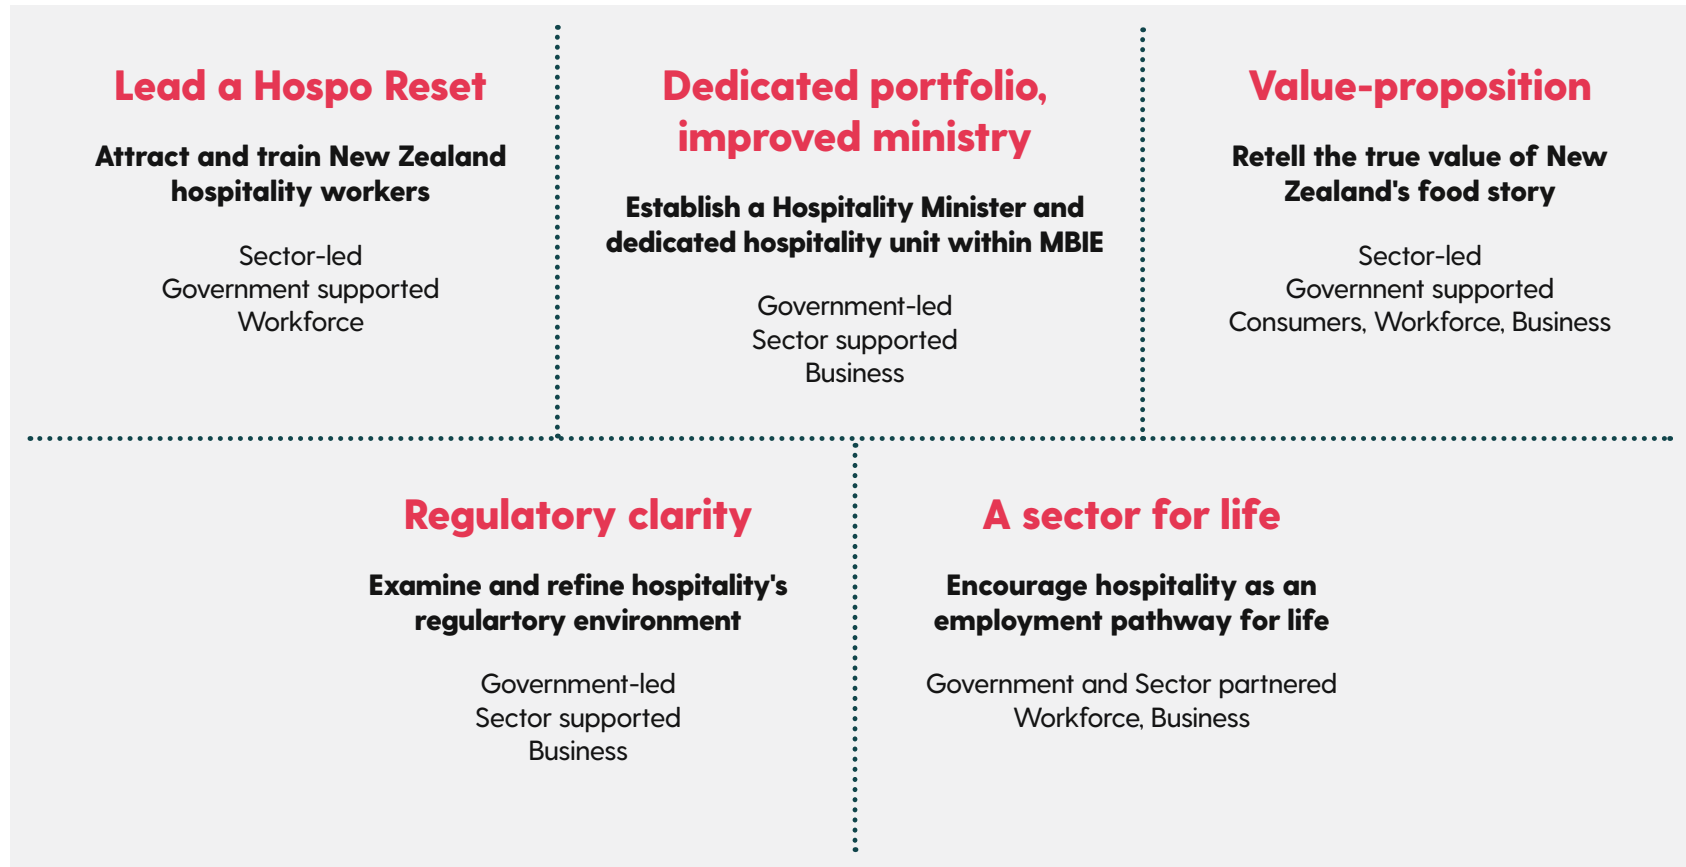 Lead a Hospo Reset
Attract and train New Zealand
hospitality workers
Sector-led
Government supported
Workforce
Dedicated portfolio,
improved ministry
Establish a Hospitality Minister and
dedicated hospitality unit within MBIE
Government-led
Sector supported
Business
Value-proposition
Retell the true value of New
Zealand's food story
Sector-led
Governnent supported
Consumers, Workforce, Business
Regulatory clarity
Examine and refine hospitality's
regulartory environment
Government-led
Sector supported
Business
A sector for life
Encourage hospitality as an
employment pathway for life
Government and Sector partnered
Workforce, Business